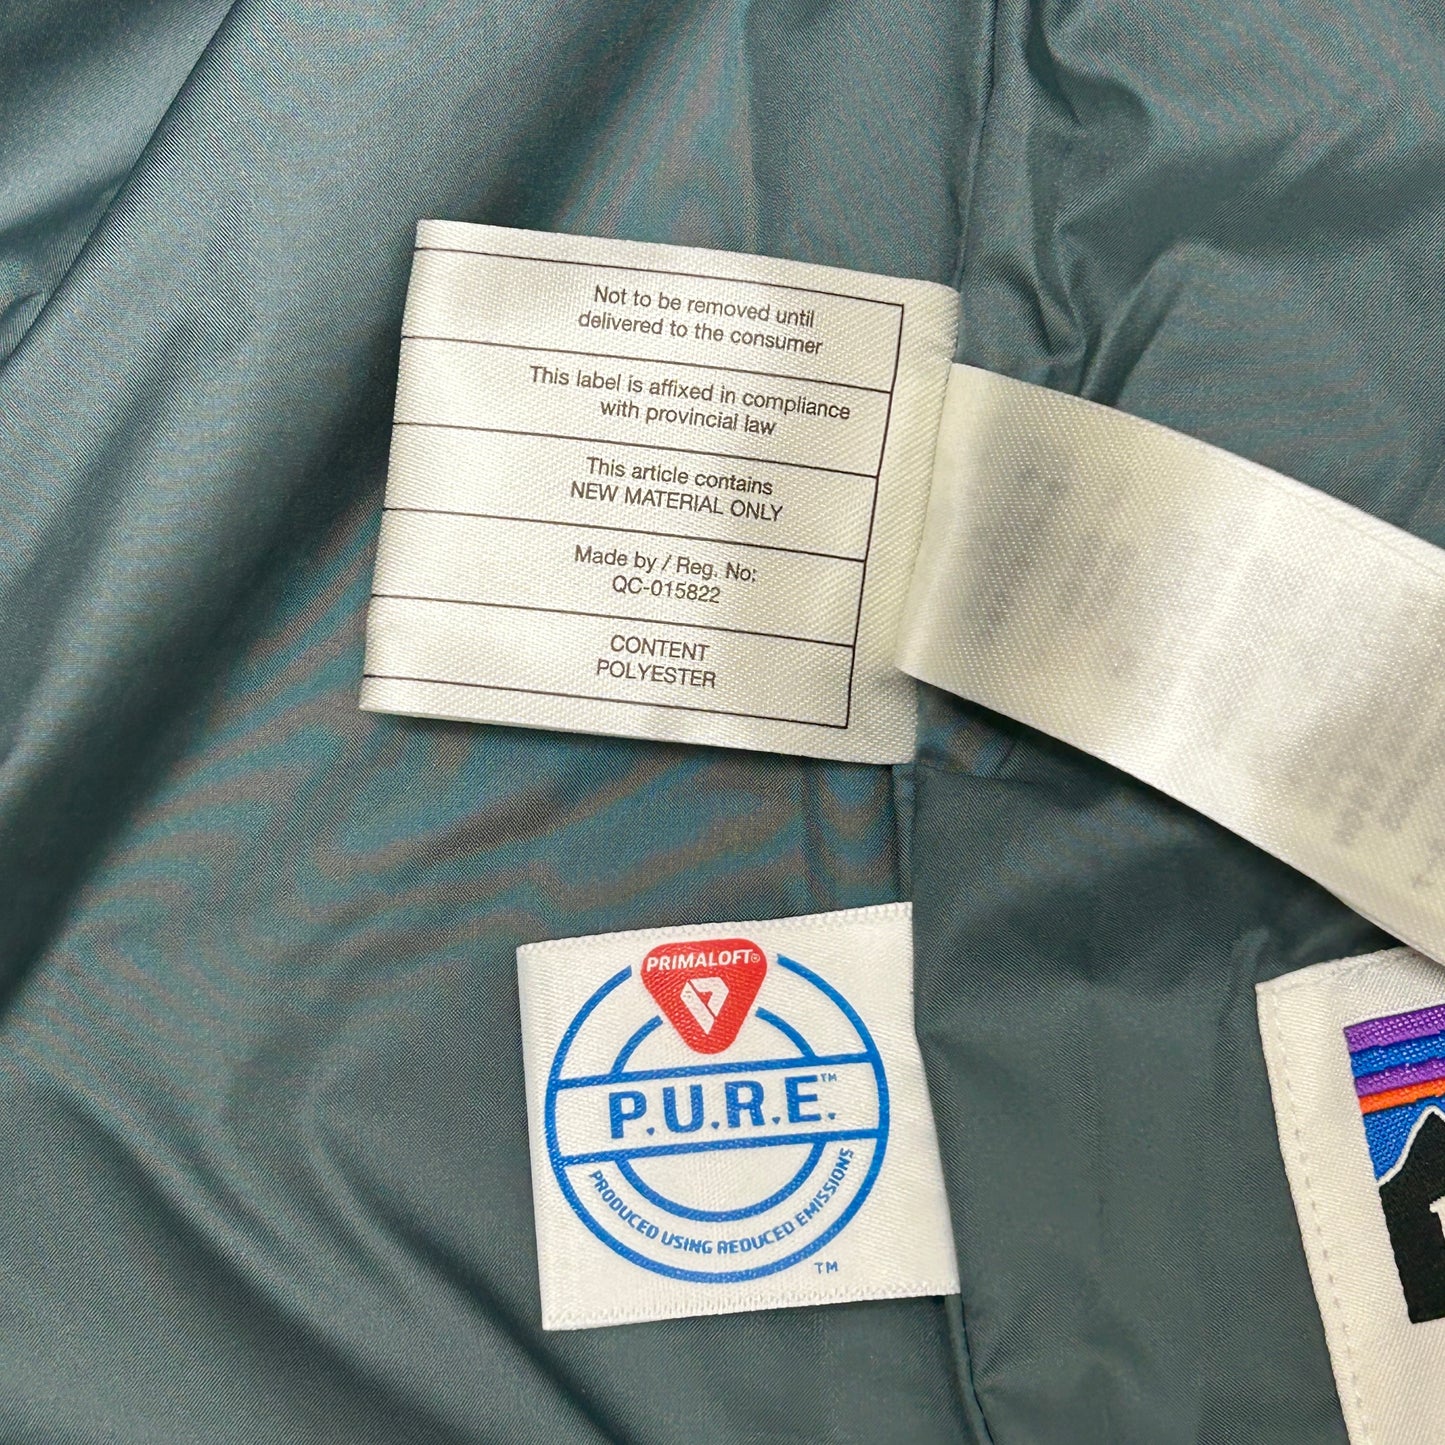 Not to be removed until
delivered to the consumer
This label is affixed in compliance
with provincial law
This article contains
NEW MATERIAL ONLY
Made by / Reg. No:
QC-015822
CONTENT
POLYESTER
PRIMALOFT®
P.U.R.E.™
PRODUCED USING REDUCED EMISSIONS
TM